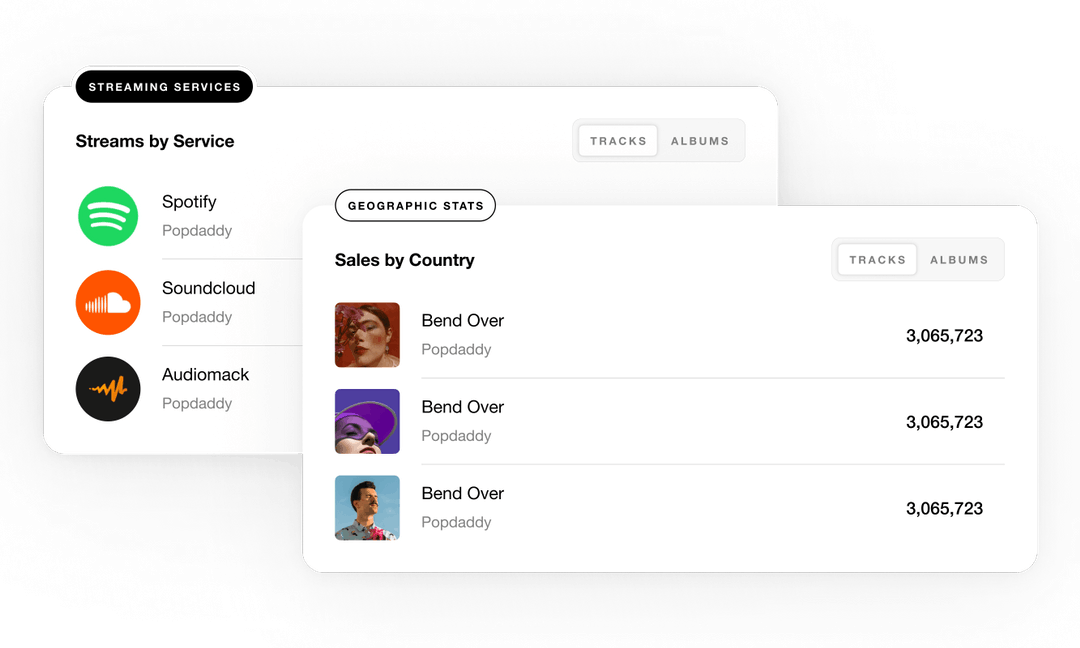 STREAMING SERVICES
Streams by Service
TRACKS ALBUMS
Spotify
Popdaddy
Soundcloud
Popdaddy
Audiomack
Popdaddy
GEOGRAPHIC STATS
Sales by Country
TRACKS ALBUMS
Bend Over
Popdaddy
3,065,723
Bend Over
Popdaddy
3,065,723
Bend Over
Popdaddy
3,065,723